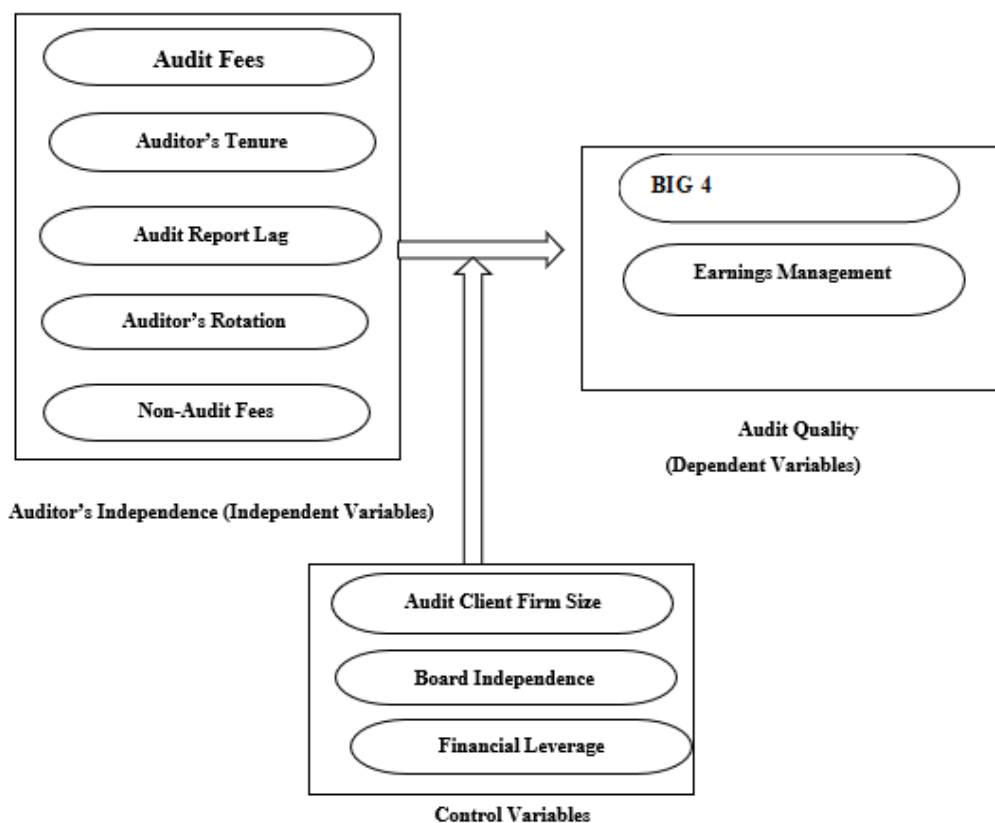 Audit Fees
Auditor's Tenure
Audit Report Lag
Auditor's Rotation
Non-Audit Fees
Auditor's Independence (Independent Variables)
BIG 4
Earnings Management
Audit Quality
(Dependent Variables)
Audit Client Firm Size
Board Independence
Financial Leverage
Control Variables